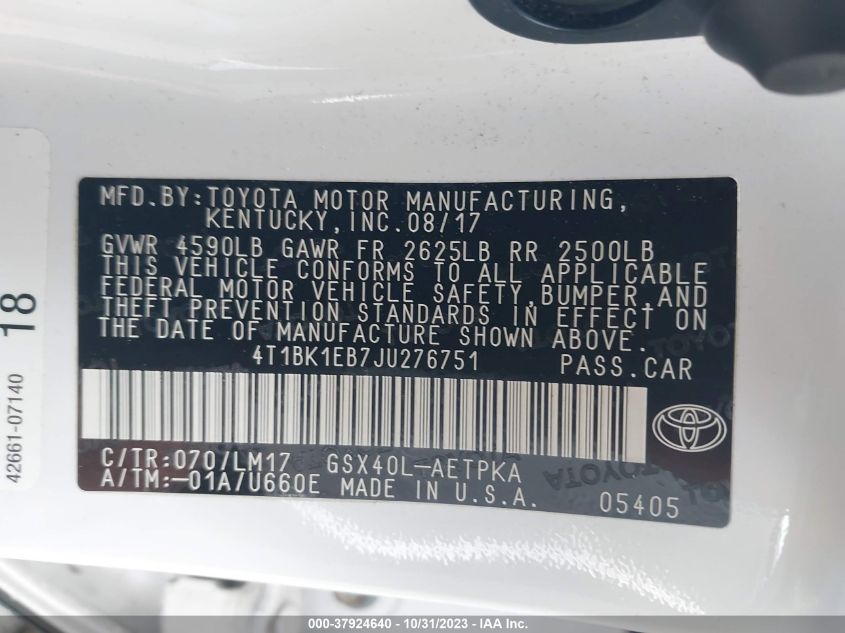 MFD.BY:TOYOTA MOTOR MANUFACTURING,
KENTUCKY,INC.08/17
GVWR 4590LB GAWR FR 2625LB RR 2500LB
THIS VEHICLE CONFORMS TO ALL APPLICABLE
FEDERAL MOTOR VEHICLE SAFETY,BUMPER,AND
THEFT PREVENTION STANDARDS IN EFFECT ON
THE DATE OF MANUFACTURE SHOWN ABOVE.
4T1BK1EB7JU276751 PASS.CAR
C/TR:070/LM17 GSX40L-AETPKA
A/TM:-01A/U660E MADE IN U.S.A. 05405
18
42661-07140
000-37924640 - 10/31/2023 - IAA Inc.